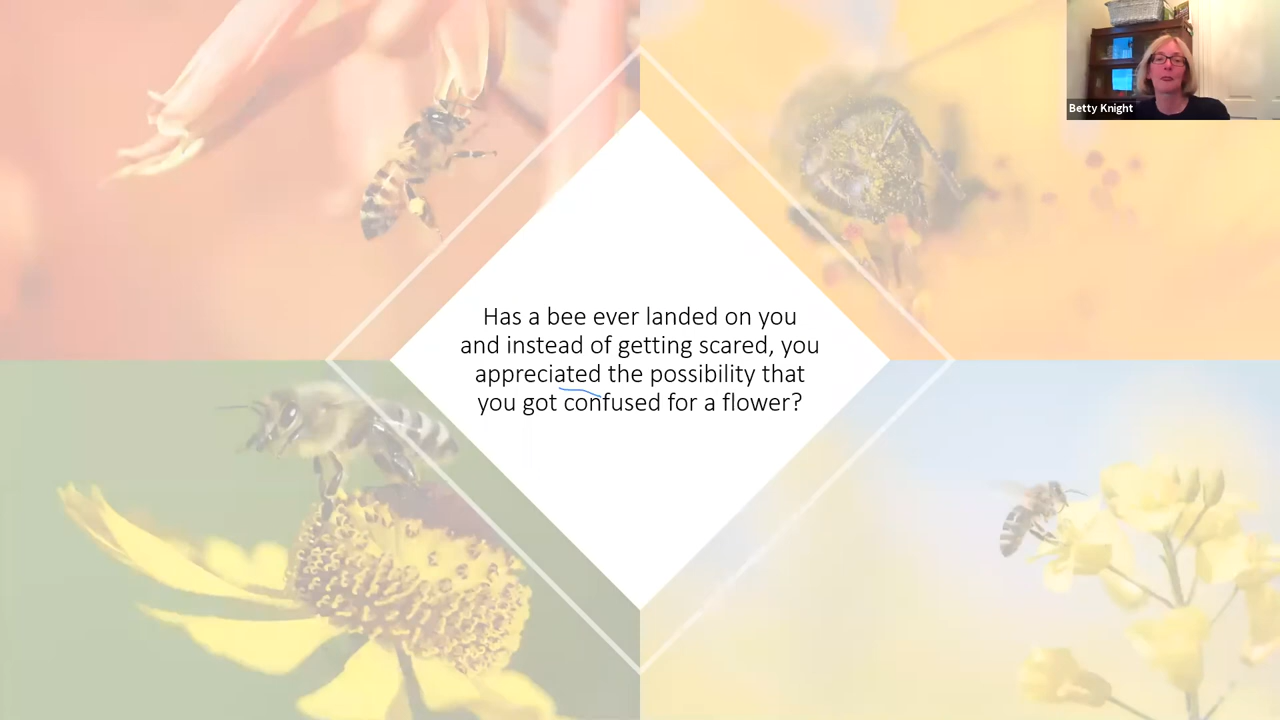 Betty Knight
Has a bee ever landed on you
and instead of getting scared, you
appreciated the possibility that
you got confused for a flower?